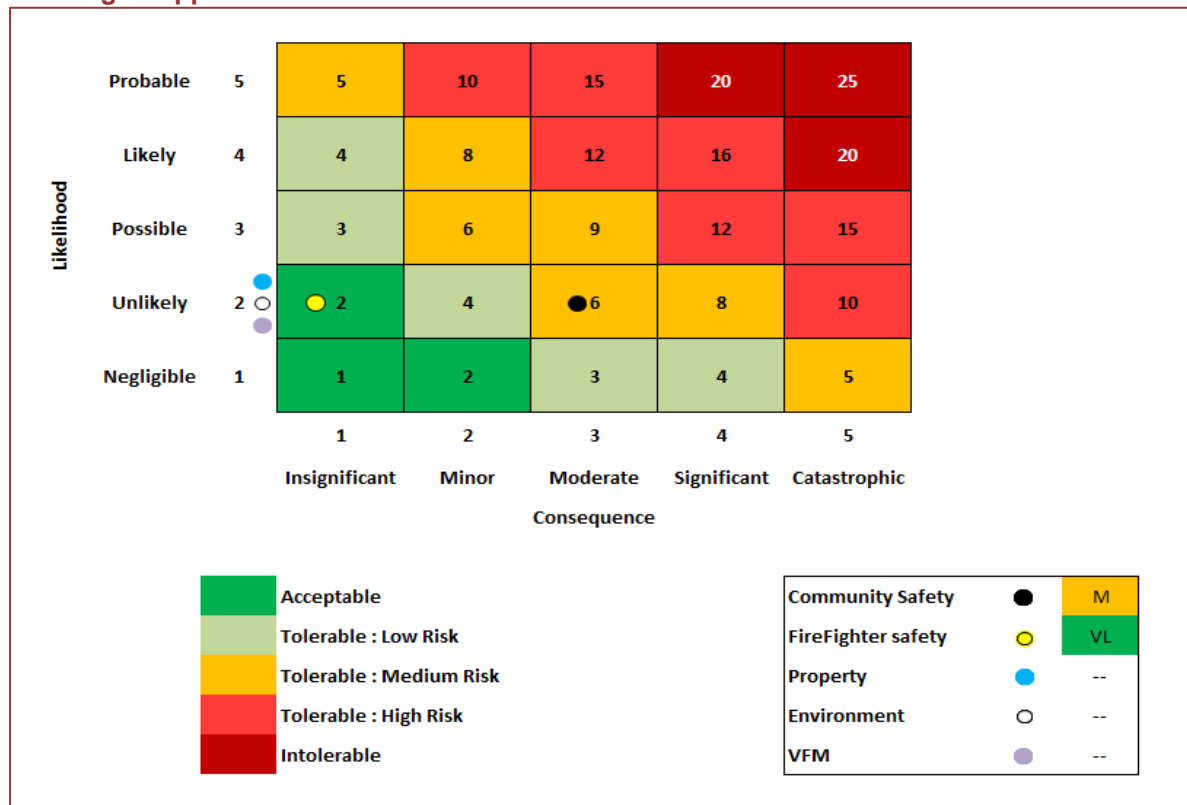 Probable 5 5 10 15 20 25
Likely 4 4 8 12 16 20
Likelihood
Possible 3 3 6 9 12 15
Unlikely 2 2 4 6 8 10
Negligible 1 1 2 3 4 5
1 2 3 4 5
Insignificant Minor Moderate Significant Catastrophic
Consequence
Acceptable
Tolerable : Low Risk
Tolerable : Medium Risk
Tolerable : High Risk
Intolerable
Community Safety M
FireFighter safety VL
Property --
Environment --
VFM --